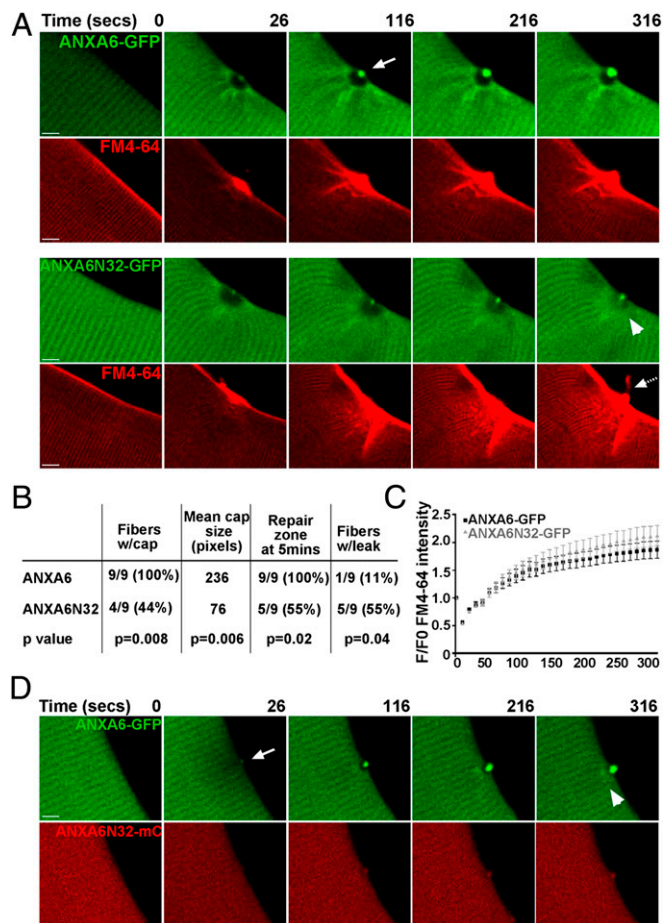 A
Time (secs) 0 26 116 216 316
ANXA6-GFP
FM4-64
ANXA6N32-GFP
FM4-64
B
Fibers w/cap
Mean cap size (pixels)
Repair zone at 5mins
Fibers w/leak
ANXA6 9/9 (100%) 236 9/9 (100%) 1/9 (11%)
ANXA6N32 4/9 (44%) 76 5/9 (55%) 5/9 (55%)
p value p=0.008 p=0.006 p=0.02 p=0.04
C
ANXA6-GFP
ANXA6N32-GFP
F/F0 FM4-64 intensity
2.5
2.0
1.5
1.0
0.5
0
0 50 100 150 200 250 300
D
Time (secs) 0 26 116 216 316
ANXA6-GFP
ANXA6N32-mC